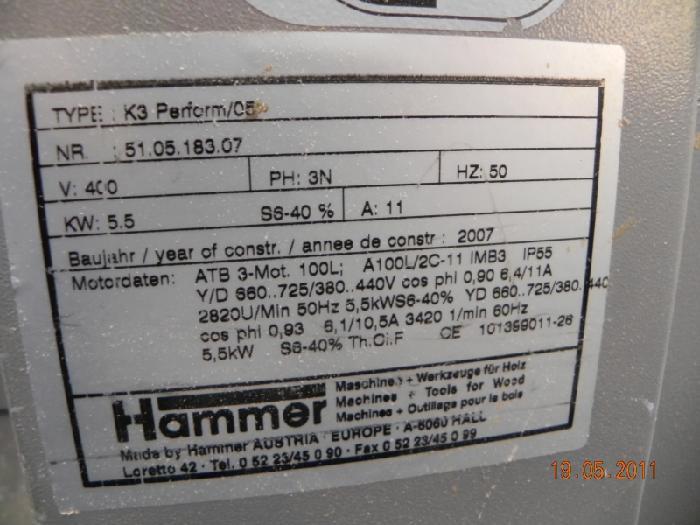 TYPE : K3 Perform/05
NR : 51.05.183.07
V: 400 PH: 3N HZ: 50
KW: 5.5 S6-40 % A: 11
Baujahr / year of constr. / annee de constr : 2007
Motordaten: ATB 3-Mot. 100L; A100L/2C-11 IMB3 IP55
Y/D 660..725/380..440V cos phi 0,90 6,4/11A
2820U/Min 50Hz 5,5kWS6-40% YD 660..725/380.440
cos phi 0,93 6,1/10,5A 3420 1/min 60Hz
5,5kW S6-40% Th.Cl.F CE 101399011-26
Hammer
Maschinen + Werkzeuge für Holz
Machines + Tools for Wood
Machines + Outillage pour le bois
Made by Hammer AUSTRIA / EUROPE · A-6060 HALL
Loretto 42 · Tel. 0 52 23/45 0 90 · Fax 0 52 23/45 0 99
19.05.2011